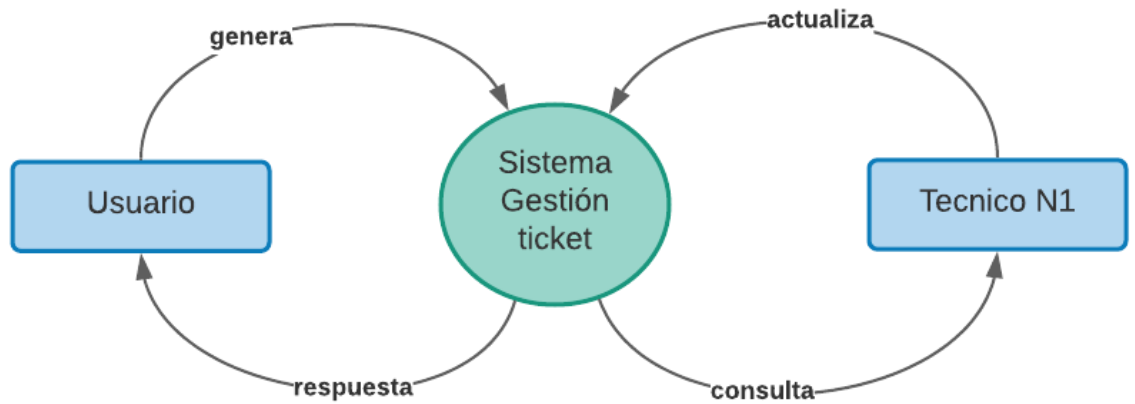 genera
actualiza
Usuario
Sistema
Gestión
ticket
Tecnico N1
respuesta
consulta